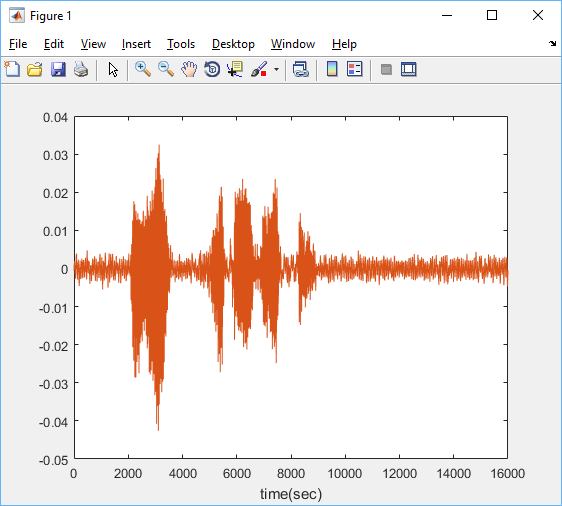 Figure 1
File Edit View Insert Tools Desktop Window Help
0.04
0.03
0.02
0.01
0
-0.01
-0.02
-0.03
-0.04
-0.05
0 2000 4000 6000 8000 10000 12000 14000 16000
time(sec)